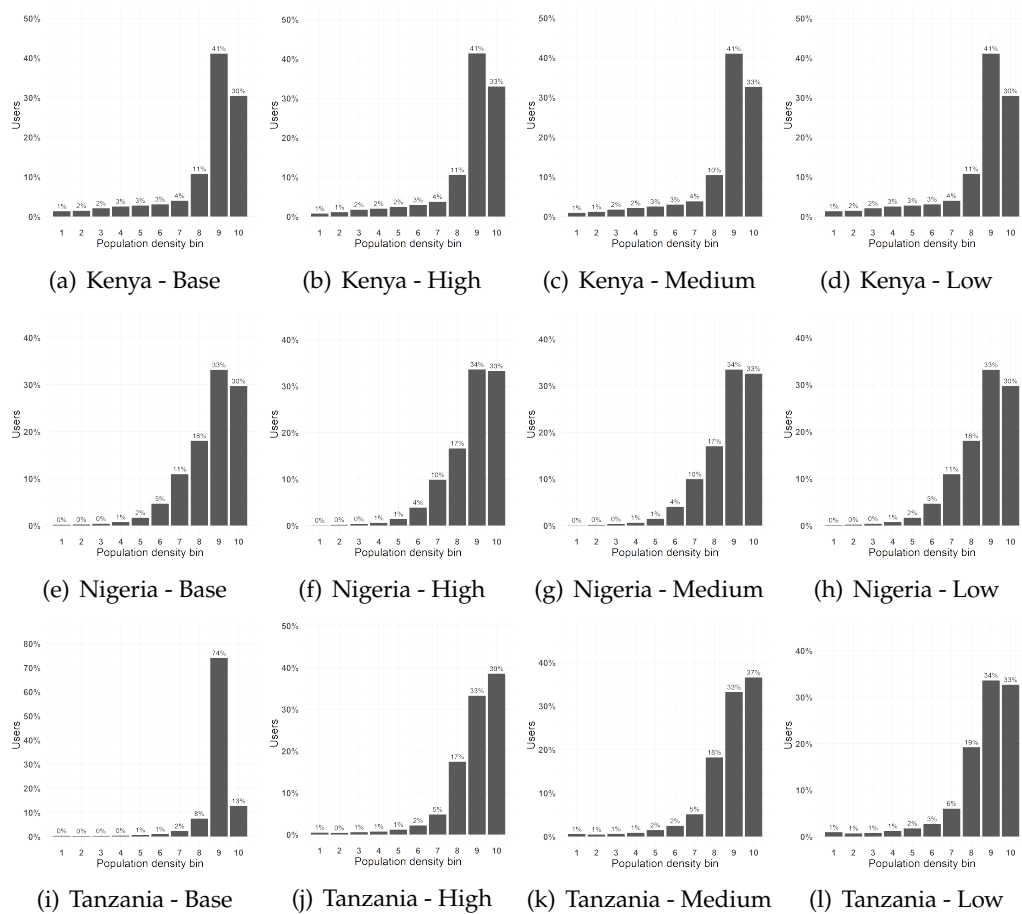 50%
40%
30%
20%
10%
0%
Users
1% 2% 2% 3% 3% 3% 4% 11% 41% 30%
1 2 3 4 5 6 7 8 9 10
Population density bin
(a) Kenya - Base
50%
40%
30%
20%
10%
0%
Users
1% 1% 2% 2% 2% 3% 4% 11% 41% 33%
1 2 3 4 5 6 7 8 9 10
Population density bin
(b) Kenya - High
50%
40%
30%
20%
10%
0%
Users
1% 1% 2% 2% 3% 3% 4% 10% 41% 33%
1 2 3 4 5 6 7 8 9 10
Population density bin
(c) Kenya - Medium
50%
40%
30%
20%
10%
0%
Users
1% 2% 2% 3% 3% 3% 4% 11% 41% 30%
1 2 3 4 5 6 7 8 9 10
Population density bin
(d) Kenya - Low
40%
30%
20%
10%
0%
Users
0% 0% 0% 1% 2% 5% 11% 18% 33% 30%
1 2 3 4 5 6 7 8 9 10
Population density bin
(e) Nigeria - Base
40%
30%
20%
10%
0%
Users
0% 0% 0% 1% 1% 4% 10% 17% 34% 33%
1 2 3 4 5 6 7 8 9 10
Population density bin
(f) Nigeria - High
40%
30%
20%
10%
0%
Users
0% 0% 0% 1% 1% 4% 10% 17% 34% 33%
1 2 3 4 5 6 7 8 9 10
Population density bin
(g) Nigeria - Medium
40%
30%
20%
10%
0%
Users
0% 0% 0% 1% 2% 5% 11% 18% 33% 30%
1 2 3 4 5 6 7 8 9 10
Population density bin
(h) Nigeria - Low
80%
70%
60%
50%
40%
30%
20%
10%
0%
Users
0% 0% 0% 0% 1% 1% 2% 8% 74% 13%
1 2 3 4 5 6 7 8 9 10
Population density bin
(i) Tanzania - Base
50%
40%
30%
20%
10%
0%
Users
1% 0% 1% 1% 1% 2% 5% 17% 33% 39%
1 2 3 4 5 6 7 8 9 10
Population density bin
(j) Tanzania - High
40%
30%
20%
10%
0%
Users
1% 0% 1% 1% 2% 2% 5% 18% 33% 37%
1 2 3 4 5 6 7 8 9 10
Population density bin
(k) Tanzania - Medium
40%
30%
20%
10%
0%
Users
1% 1% 1% 1% 2% 3% 6% 19% 34% 33%
1 2 3 4 5 6 7 8 9 10
Population density bin
(l) Tanzania - Low